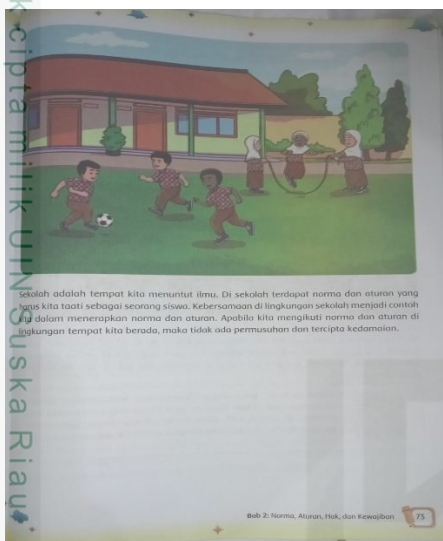 k cipta milik UIN Suska Riau
Sekolah adalah tempat kita menuntut ilmu. Di sekolah terdapat norma dan aturan yang
harus kita taati sebagai seorang siswa. Kebersamaan di lingkungan sekolah menjadi contoh
kita dalam menerapkan norma dan aturan. Apabila kita mengikuti norma dan aturan di
lingkungan tempat kita berada, maka tidak ada permusuhan dan tercipta kedamaian.
Bab 2: Norma, Aturan, Hak, dan Kewajiban 75